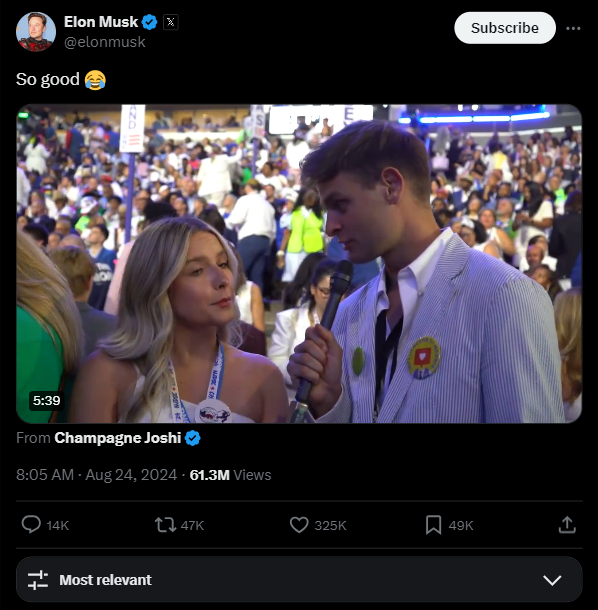 Elon Musk
@elonmusk
Subscribe
So good 😂
AND
5:39
From Champagne Joshi
8:05 AM · Aug 24, 2024 · 61.3M Views
14K
47K
325K
49K
Most relevant